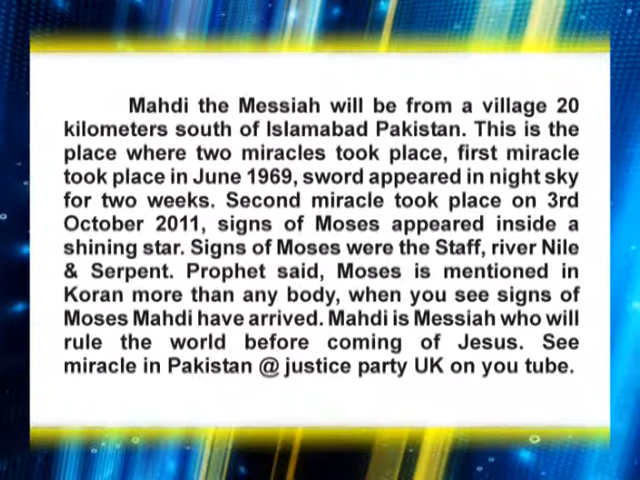 Mahdi the Messiah will be from a village 20
kilometers south of Islamabad Pakistan. This is the
place where two miracles took place, first miracle
took place in June 1969, sword appeared in night sky
for two weeks. Second miracle took place on 3rd
October 2011, signs of Moses appeared inside a
shining star. Signs of Moses were the Staff, river Nile
& Serpent. Prophet said, Moses is mentioned in
Koran more than any body, when you see signs of
Moses Mahdi have arrived. Mahdi is Messiah who will
rule the world before coming of Jesus. See
miracle in Pakistan @ justice party UK on you tube.